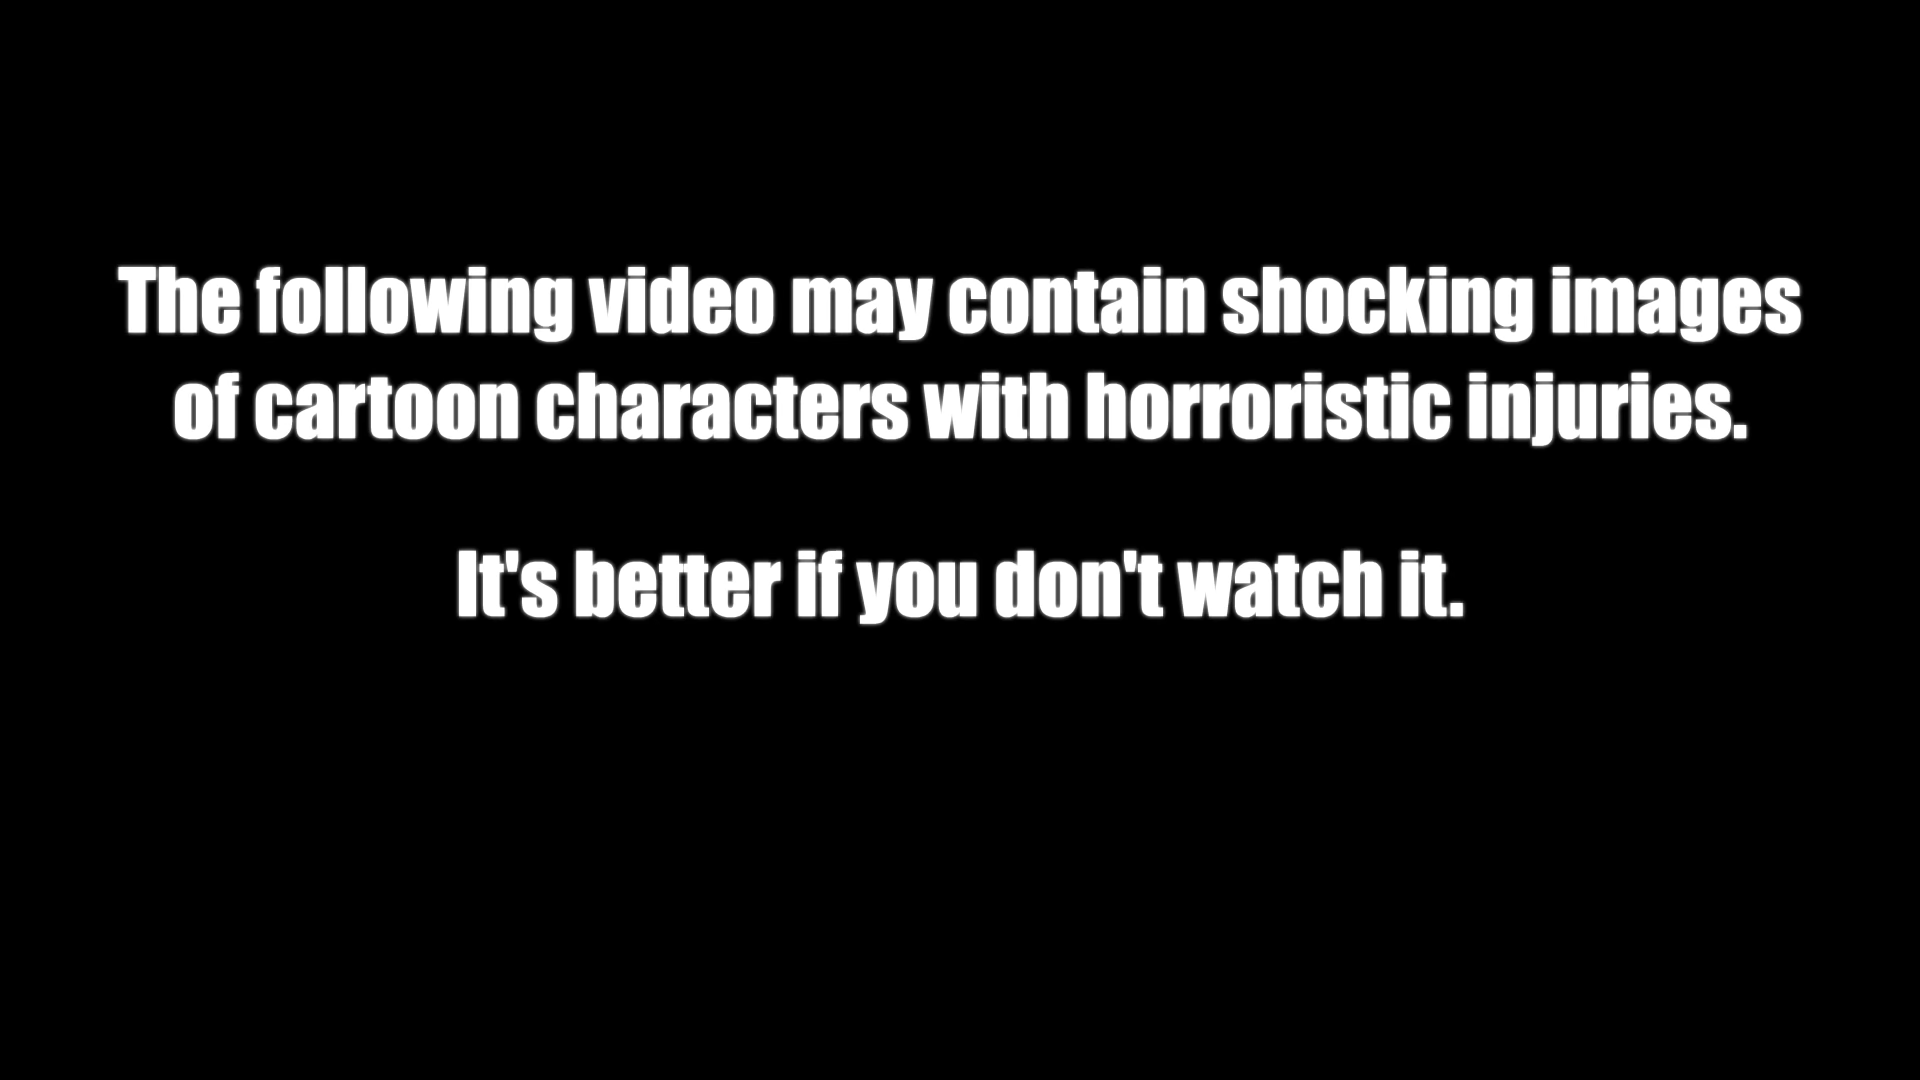 The following video may contain shocking images
of cartoon characters with horroristic injuries.
It's better if you don't watch it.